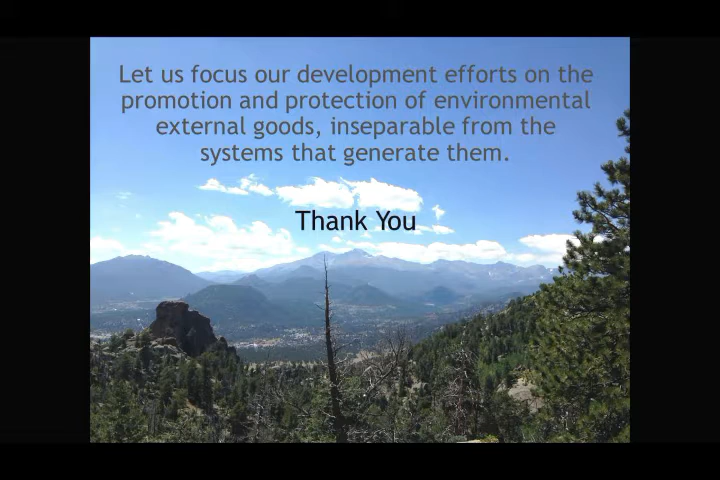 Let us focus our development efforts on the
promotion and protection of environmental
external goods, inseparable from the
systems that generate them.
Thank You